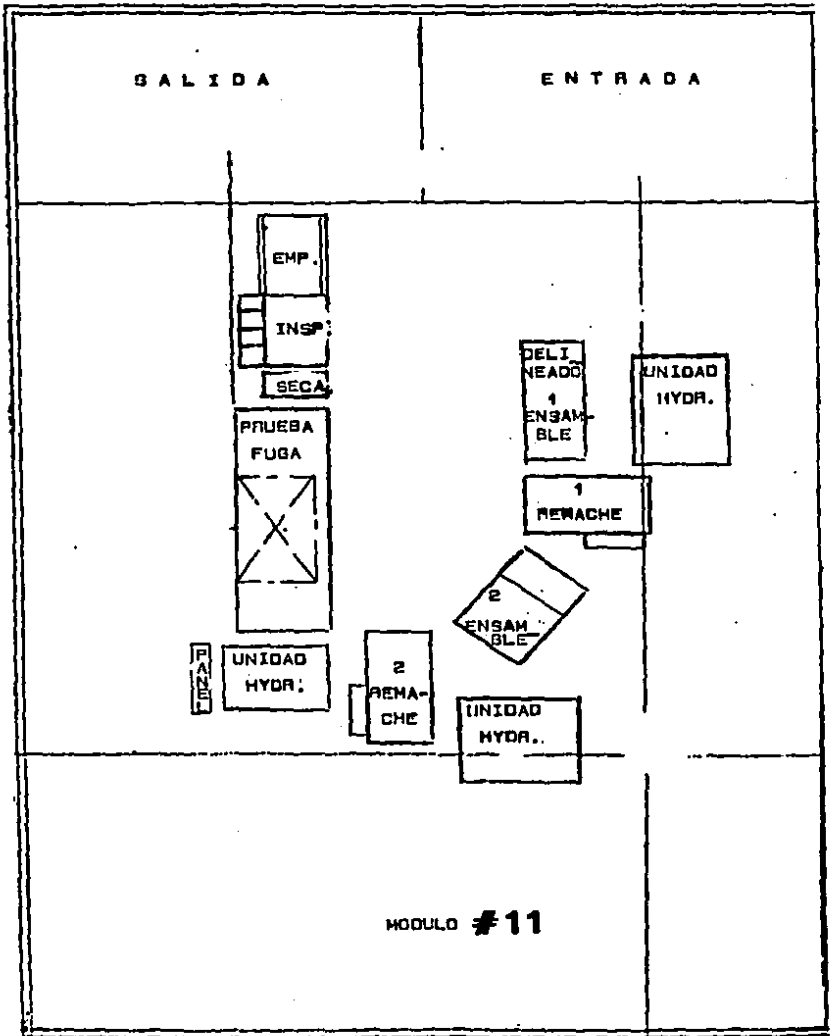 SALIDA
ENTRADA
EMP.
INSP.
SECA.
PRUEBA
FUGA
DELI
NEADO
1
ENSAM-
BLE
UNIDAD
HYDR.
1
REMACHE
2
ENSAM
BLE
PANEL
UNIDAD
HYDR.
2
REMA-
CHE
UNIDAD
HYDR.
MODULO #11